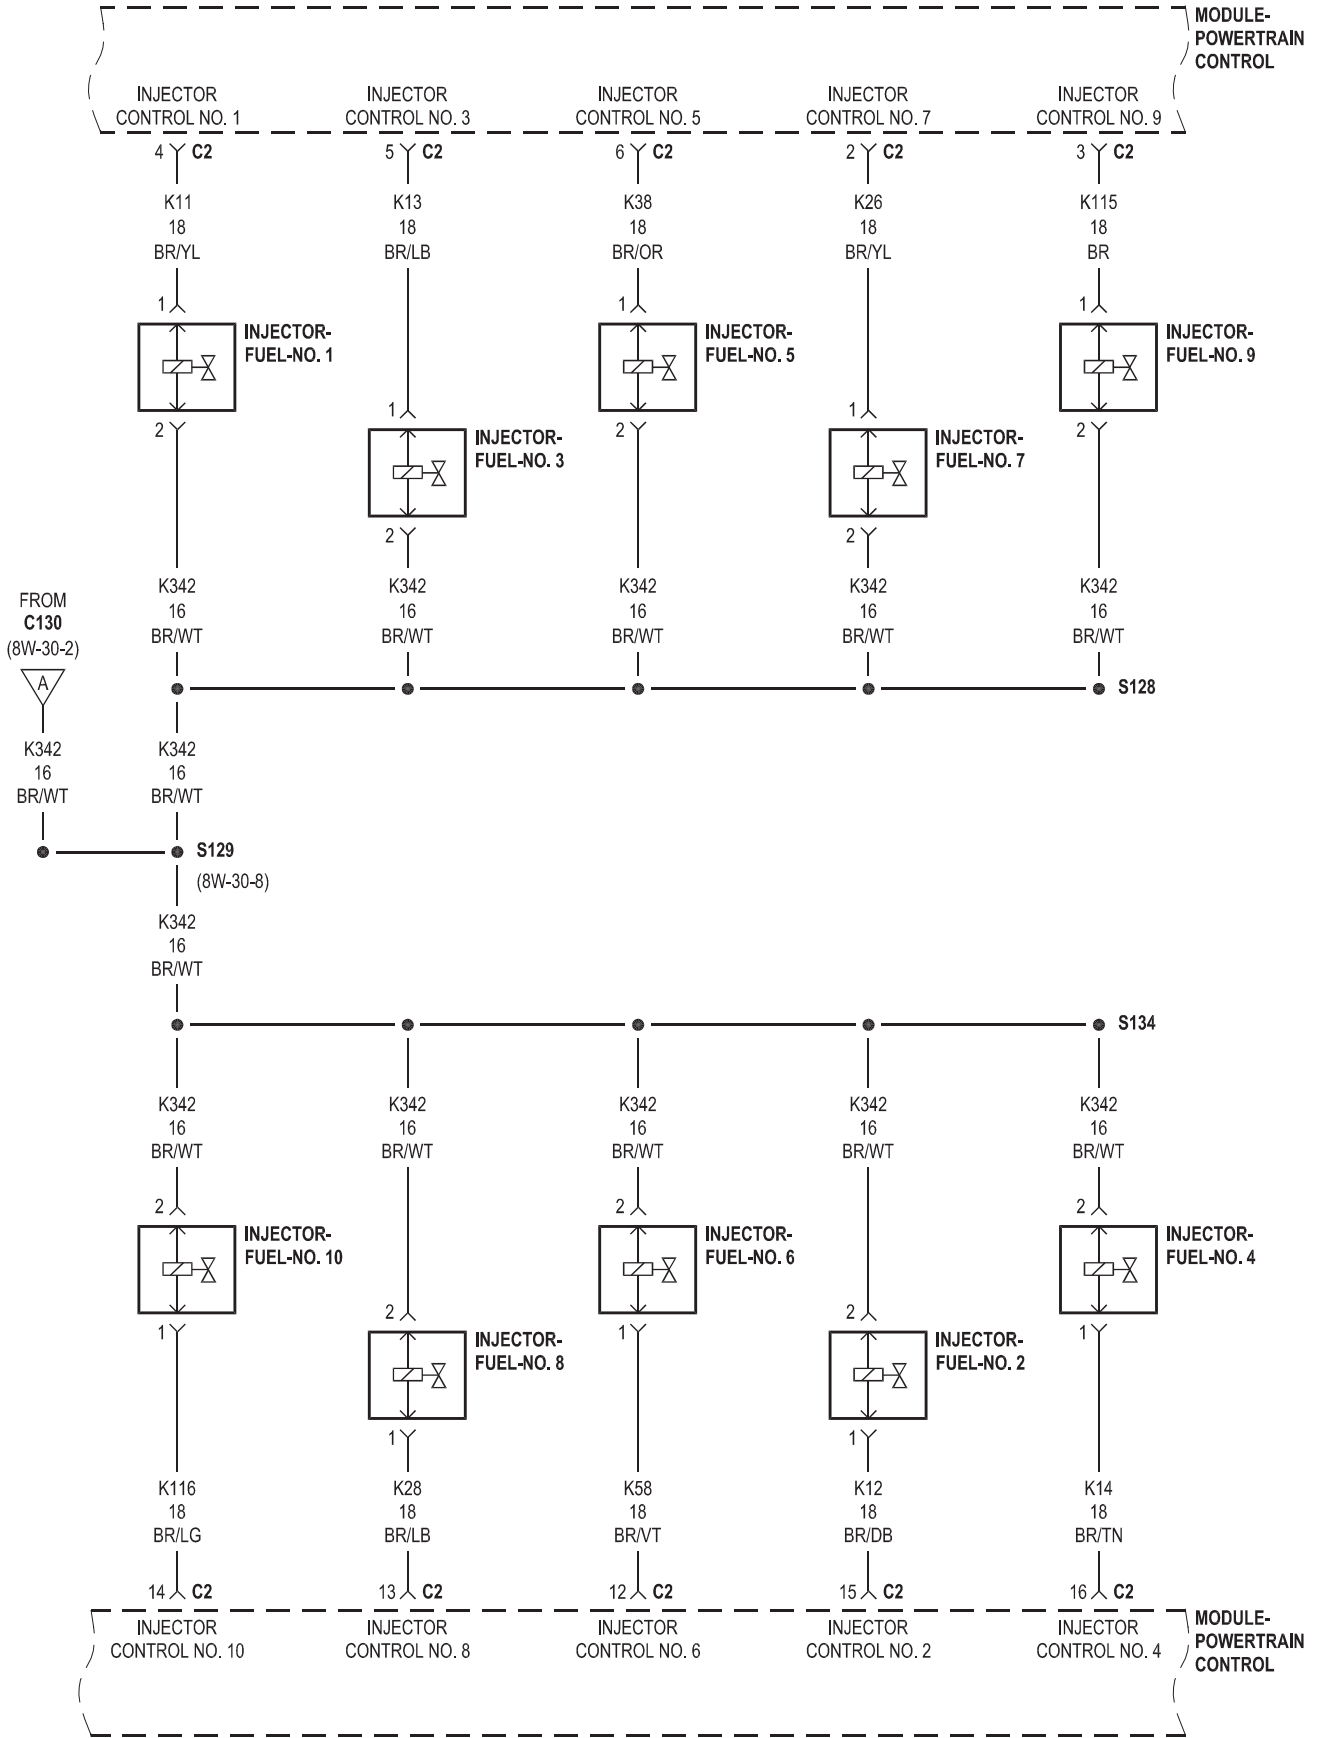 MODULE-
POWERTRAIN
CONTROL
INJECTOR
CONTROL NO. 1
INJECTOR
CONTROL NO. 3
INJECTOR
CONTROL NO. 5
INJECTOR
CONTROL NO. 7
INJECTOR
CONTROL NO. 9
4 C2
5 C2
6 C2
2 C2
3 C2
K11
18
BR/YL
K13
18
BR/LB
K38
18
BR/OR
K26
18
BR/YL
K115
18
BR
1
INJECTOR-
FUEL-NO. 1
2
1
INJECTOR-
FUEL-NO. 3
2
1
INJECTOR-
FUEL-NO. 5
2
1
INJECTOR-
FUEL-NO. 7
2
1
INJECTOR-
FUEL-NO. 9
2
K342
16
BR/WT
K342
16
BR/WT
K342
16
BR/WT
K342
16
BR/WT
K342
16
BR/WT
FROM
C130
(8W-30-2)
A
S128
K342
16
BR/WT
K342
16
BR/WT
S129
(8W-30-8)
K342
16
BR/WT
S134
K342
16
BR/WT
K342
16
BR/WT
K342
16
BR/WT
K342
16
BR/WT
K342
16
BR/WT
2
INJECTOR-
FUEL-NO. 10
1
2
INJECTOR-
FUEL-NO. 8
1
2
INJECTOR-
FUEL-NO. 6
1
2
INJECTOR-
FUEL-NO. 2
1
2
INJECTOR-
FUEL-NO. 4
1
K116
18
BR/LG
K28
18
BR/LB
K58
18
BR/VT
K12
18
BR/DB
K14
18
BR/TN
14 C2
13 C2
12 C2
15 C2
16 C2
INJECTOR
CONTROL NO. 10
INJECTOR
CONTROL NO. 8
INJECTOR
CONTROL NO. 6
INJECTOR
CONTROL NO. 2
INJECTOR
CONTROL NO. 4
MODULE-
POWERTRAIN
CONTROL